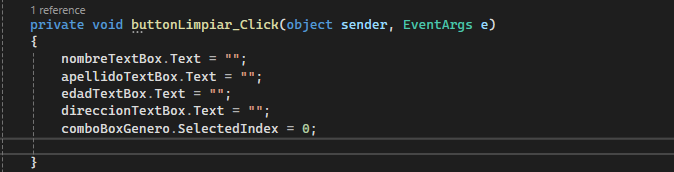 1 reference
private void buttonLimpiar_Click(object sender, EventArgs e)
{
nombreTextBox.Text = "";
apellidoTextBox.Text = "";
edadTextBox.Text = "";
direccionTextBox.Text = "";
comboBoxGenero.SelectedIndex = 0;
}